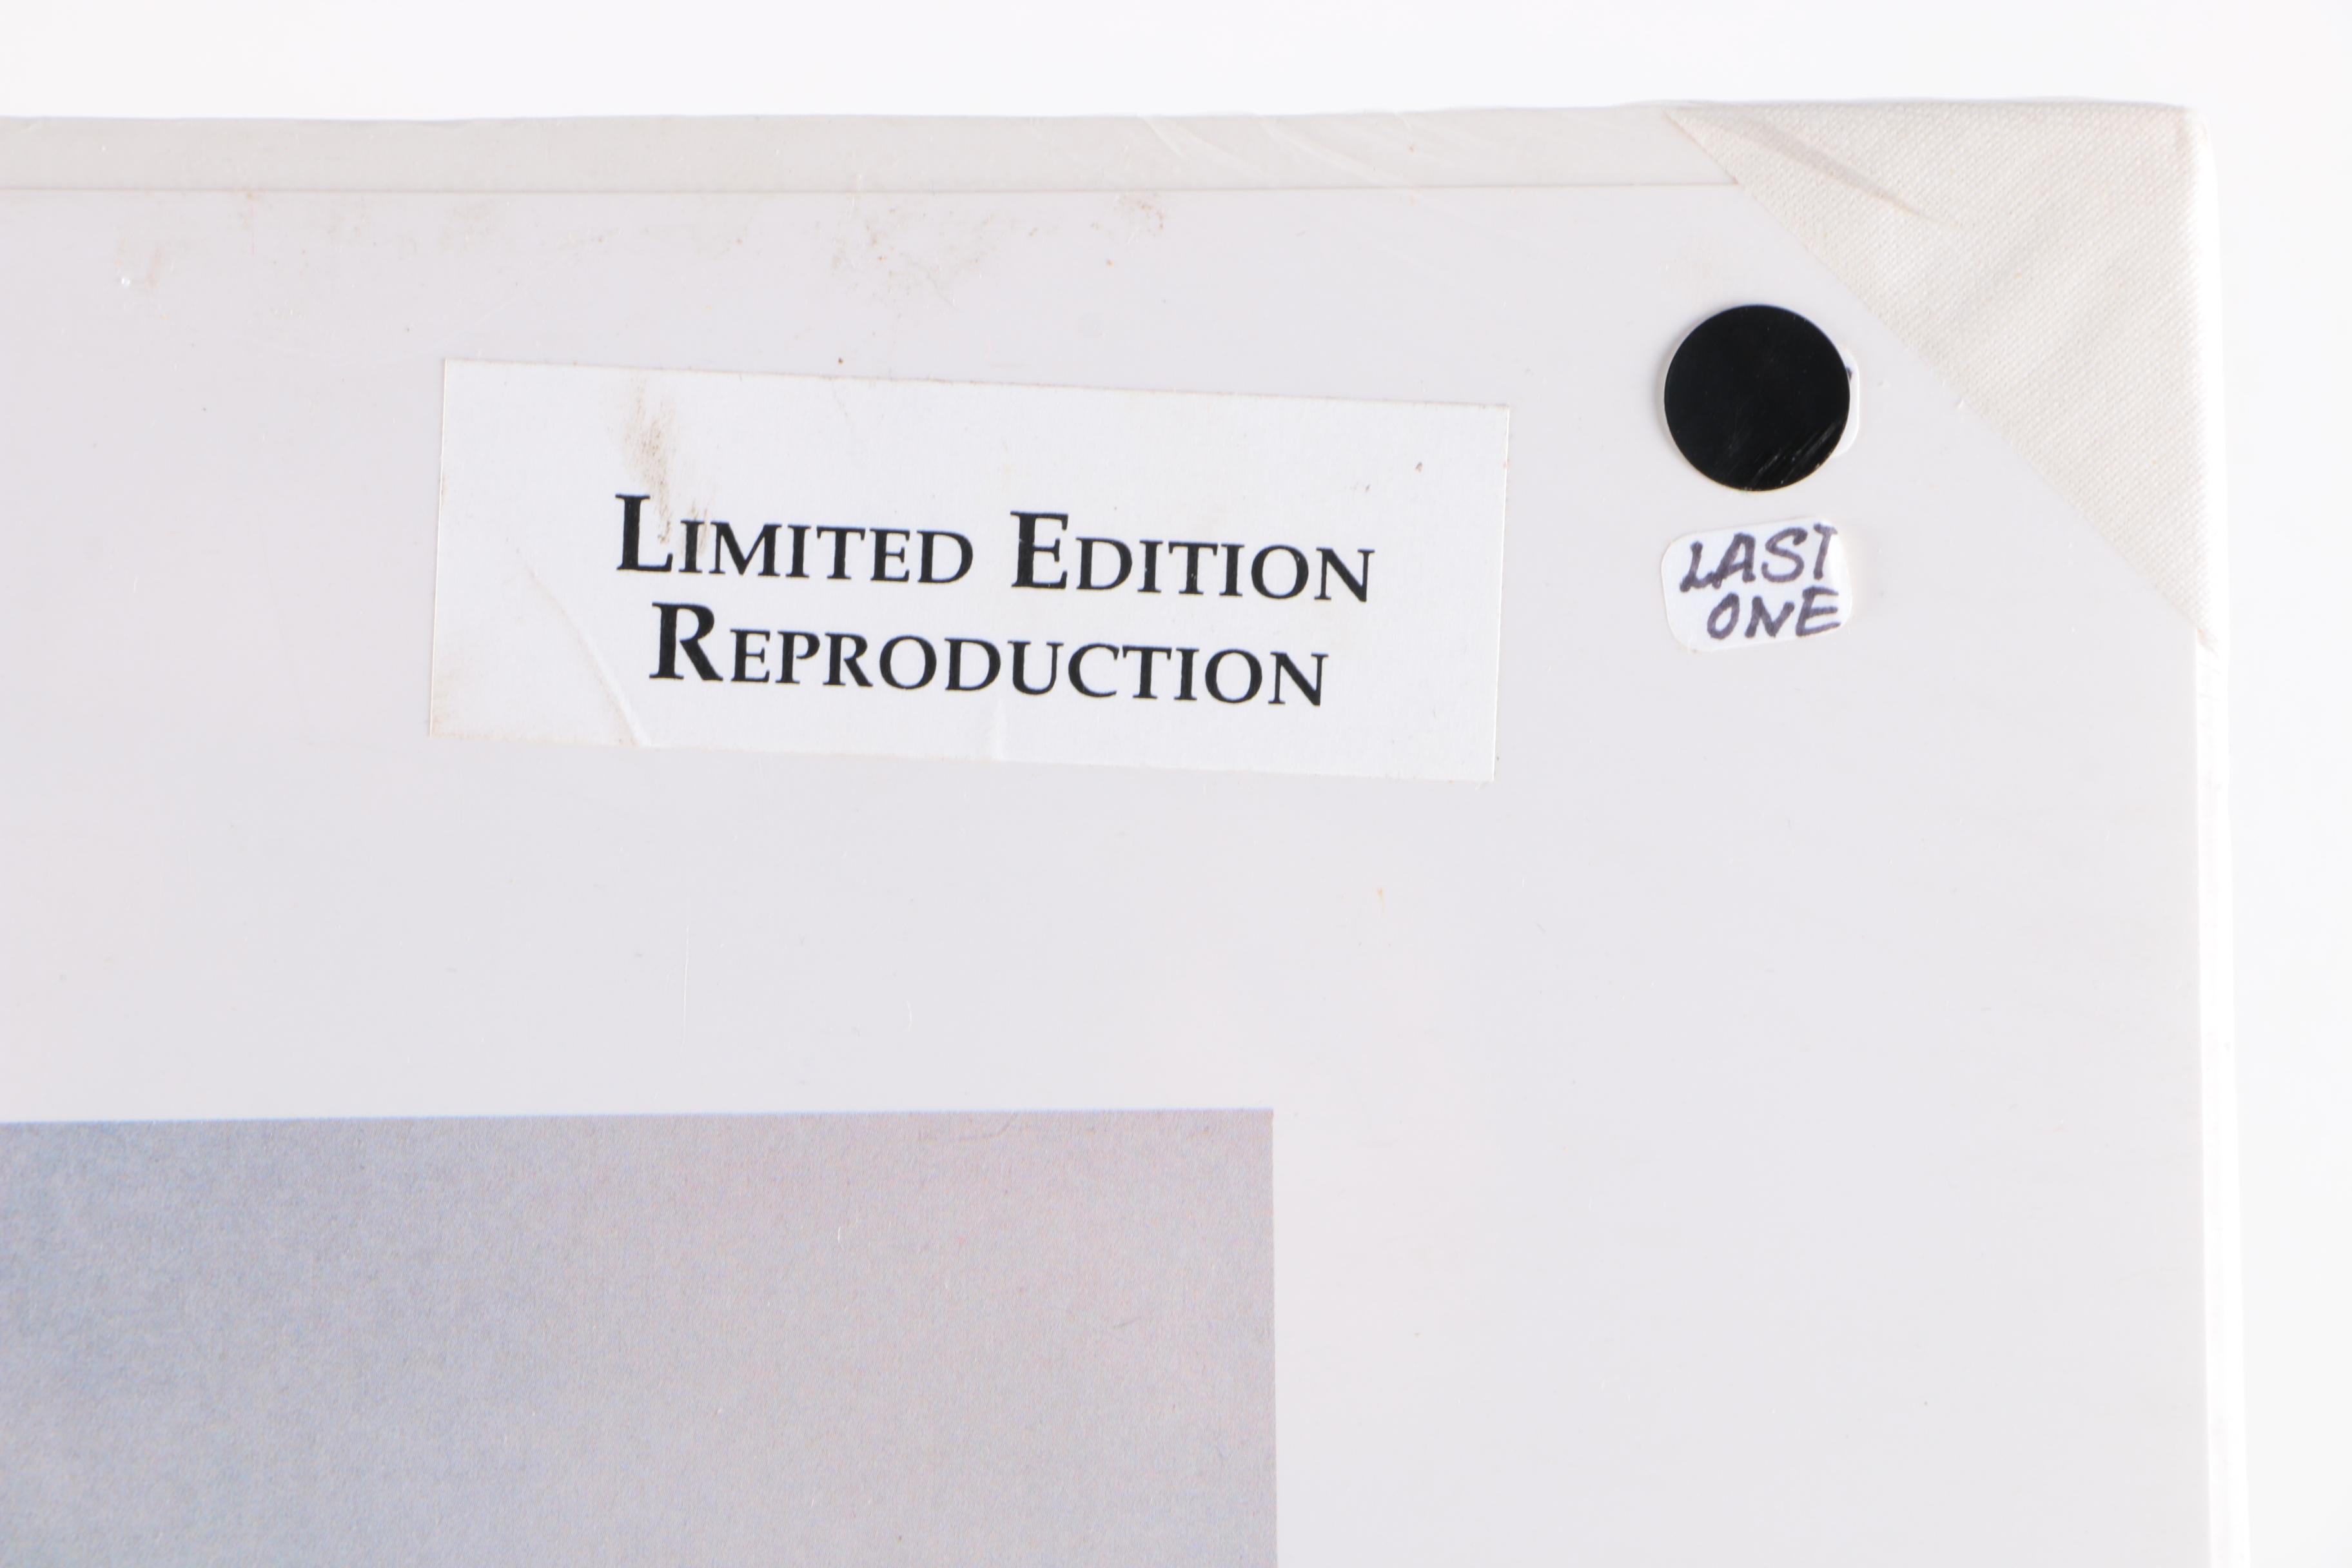 Limited Edition
Reproduction
LAST
ONE